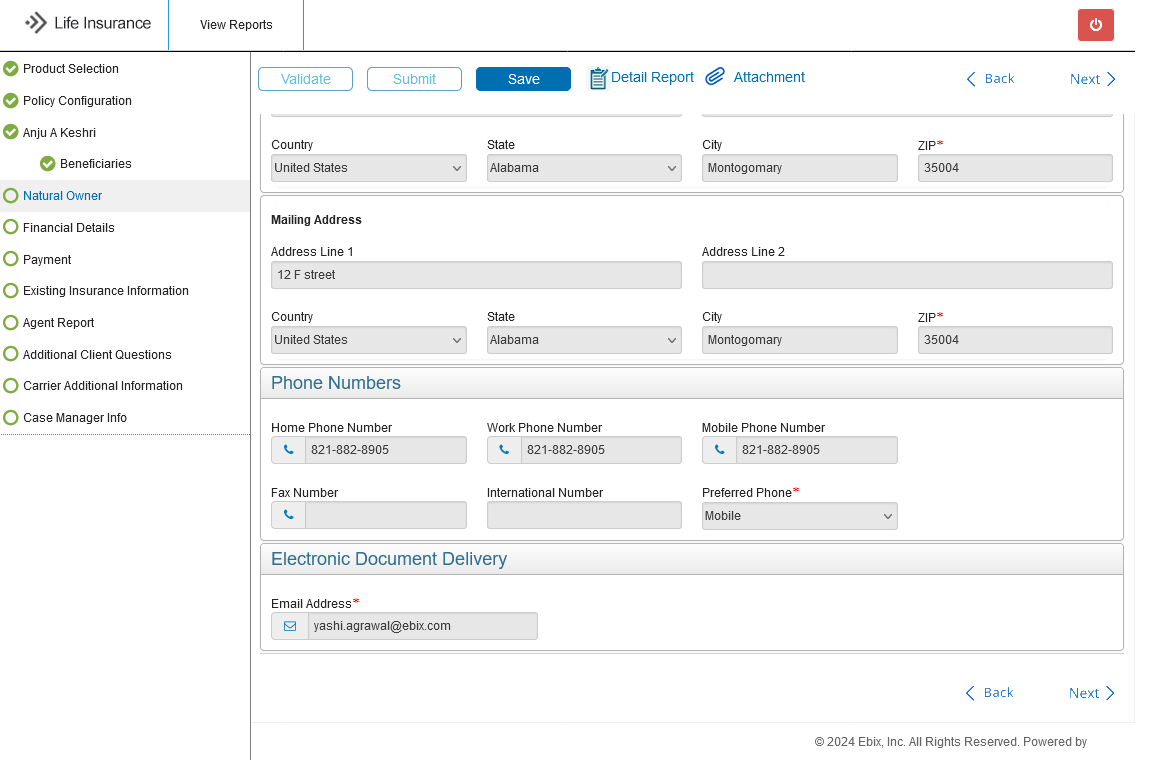 Life Insurance
View Reports
Product Selection
Policy Configuration
Anju A Keshri
Beneficiaries
Natural Owner
Financial Details
Payment
Existing Insurance Information
Agent Report
Additional Client Questions
Carrier Additional Information
Case Manager Info
Validate Submit Save Detail Report Attachment Back Next
Country State City ZIP*
United States Alabama Montogomary 35004
Mailing Address
Address Line 1 Address Line 2
12 F street
Country State City ZIP*
United States Alabama Montogomary 35004
Phone Numbers
Home Phone Number Work Phone Number Mobile Phone Number
821-882-8905 821-882-8905 821-882-8905
Fax Number International Number Preferred Phone*
Mobile
Electronic Document Delivery
Email Address*
yashi.agrawal@ebix.com
Back Next
© 2024 Ebix, Inc. All Rights Reserved. Powered by